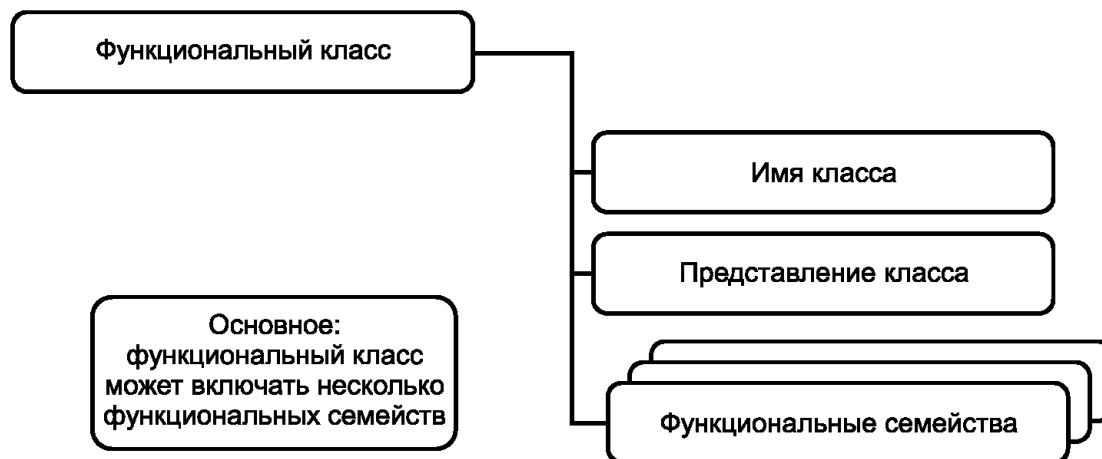 Функциональный класс
Имя класса
Представление класса
Основное:
функциональный класс
может включать несколько
функциональных семейств
Функциональные семейства